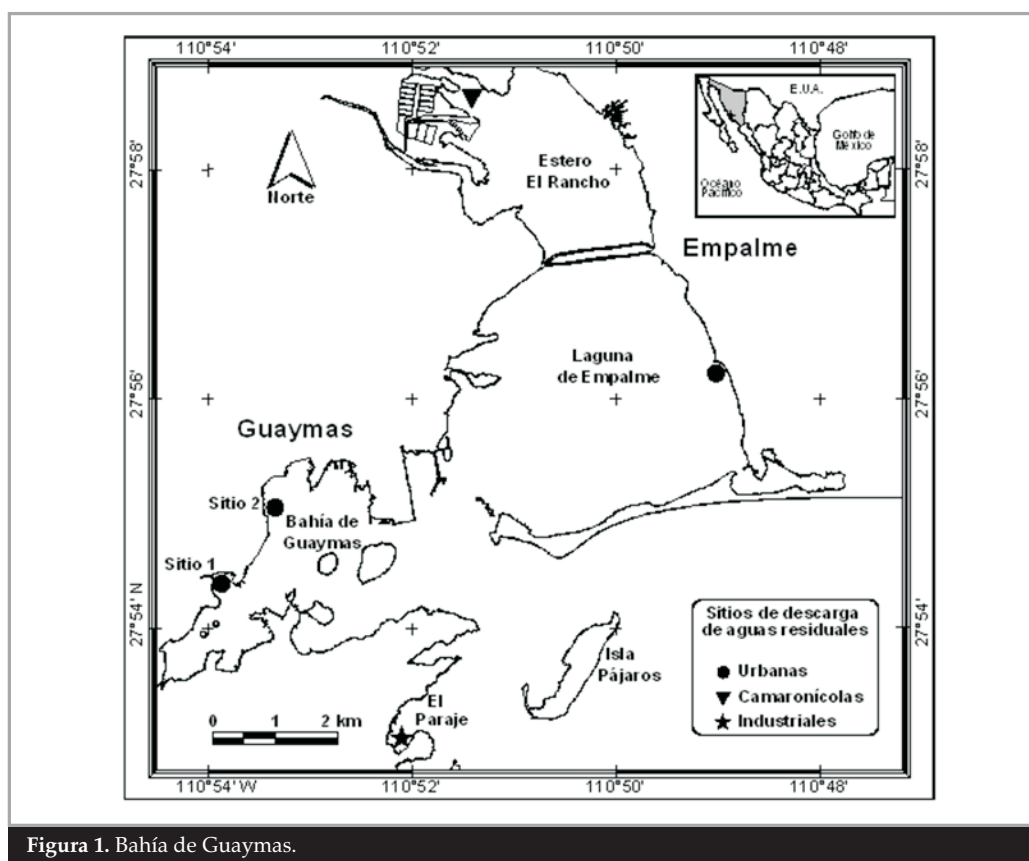 110°54'
110°52'
110°50'
110°48'
E.U.A.
Golfo de
México
Océano
Pacífico
27°58'
27°58'
Norte
Estero
El Rancho
Empalme
Laguna
de Empalme
27°56'
27°56'
Guaymas
Sitio 2
Bahía de
Guaymas
Sitio 1
27°54' N
27°54'
Isla
Pájaros
El
Paraje
0 1 2 km
Sitios de descarga
de aguas residuales
Urbanas
Camaronícolas
Industriales
110°54' W
110°52'
110°50'
110°48'
Figura 1. Bahía de Guaymas.